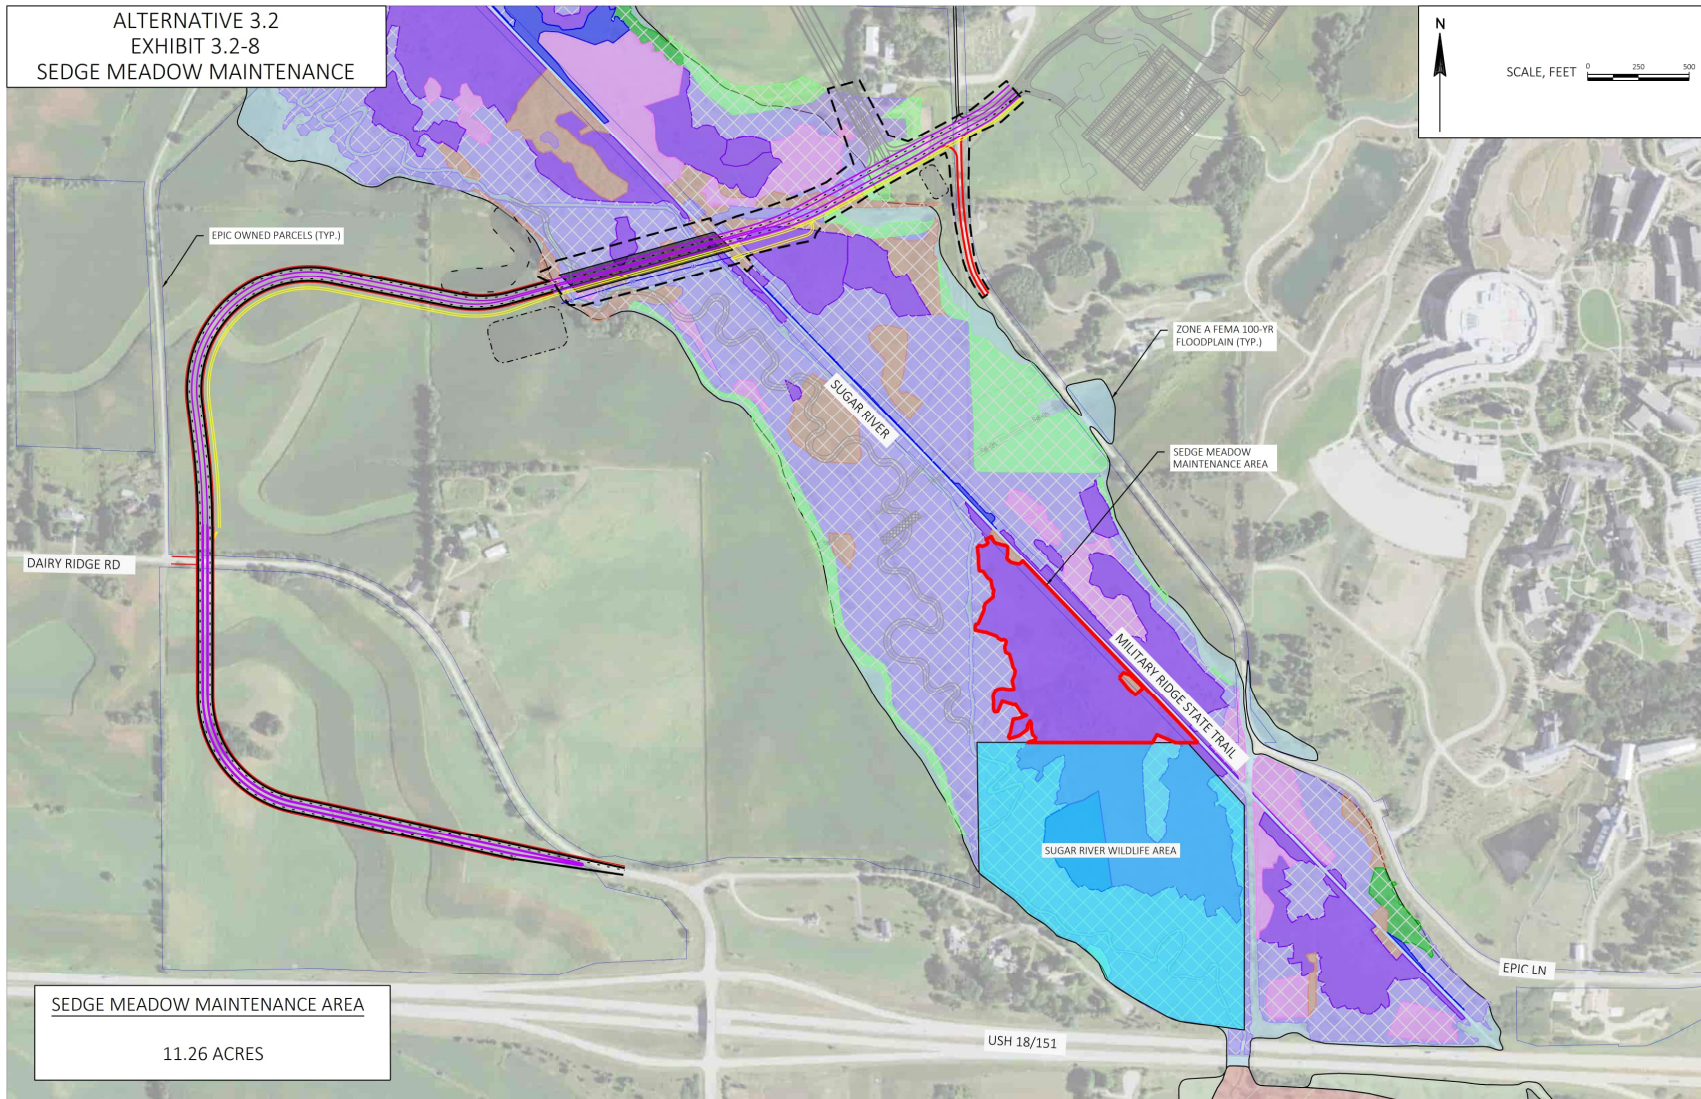 ALTERNATIVE 3.2
EXHIBIT 3.2-8
SEDGE MEADOW MAINTENANCE
N
SCALE, FEET
0 250 500
EPIC OWNED PARCELS (TYP.)
ZONE A FEMA 100-YR
FLOODPLAIN (TYP.)
SUGAR RIVER
SEDGE MEADOW
MAINTENANCE AREA
DAIRY RIDGE RD
MILITARY RIDGE STATE TRAIL
SUGAR RIVER WILDLIFE AREA
EPIC LN
SEDGE MEADOW MAINTENANCE AREA
11.26 ACRES
USH 18/151